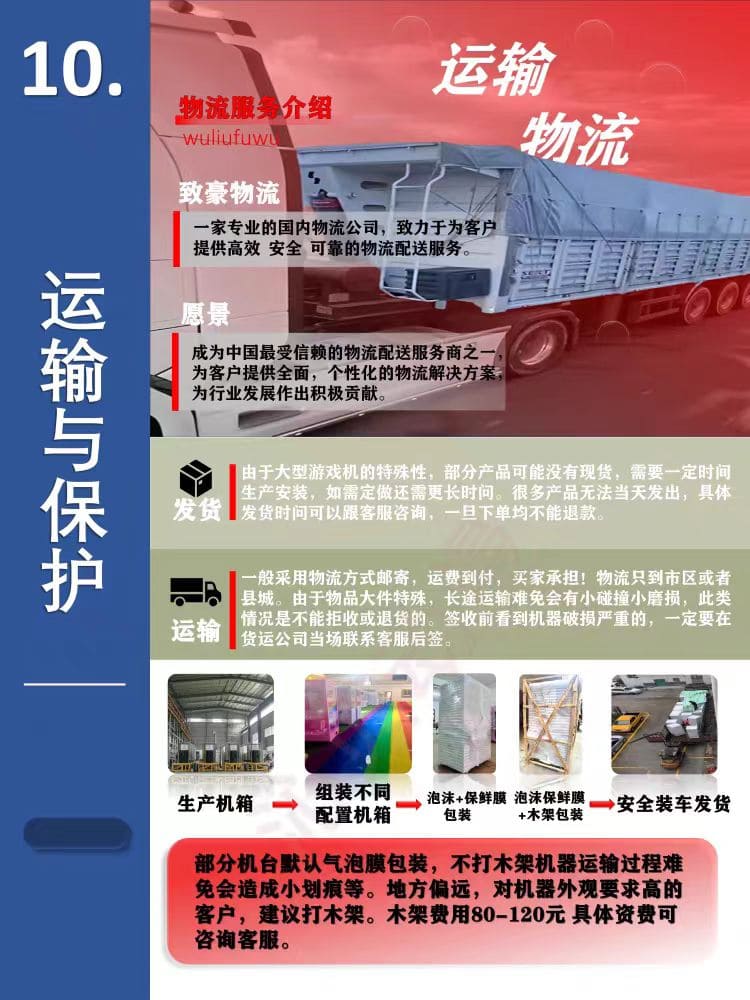 10.
运输与保护
运输
物流
物流服务介绍
wuliufuwu
致豪物流
一家专业的国内物流公司，致力于为客户
提供高效 安全 可靠的物流配送服务。
愿景
成为中国最受信赖的物流配送服务商之一，
为客户提供全面，个性化的物流解决方案，
为行业发展作出积极贡献。
发货
由于大型游戏机的特殊性，部分产品可能没有现货，需要一定时间
生产安装，如需定做还需更长时间。很多产品无法当天发出，具体
发货时间可以跟客服咨询，一旦下单均不能退款。
运输
一般采用物流方式邮寄，运费到付，买家承担！物流只到市区或者
县城。由于物品大件特殊，长途运输难免会有小碰撞小磨损，此类
情况是不能拒收或退货的。签收前看到机器破损严重的，一定要在
货运公司当场联系客服后签。
生产机箱
组装不同
配置机箱
泡沫+保鲜膜
包装
泡沫保鲜膜
+木架包装
安全装车发货
部分机台默认气泡膜包装，不打木架机器运输过程难
免会造成小划痕等。地方偏远，对机器外观要求高的
客户，建议打木架。木架费用80-120元 具体资费可
咨询客服。